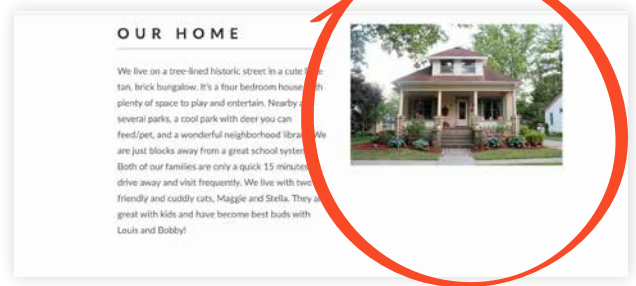 OUR HOME
We live on a tree-lined historic street in a cute
tan, brick bungalow. It's a four bedroom house
plenty of space to play and entertain. Nearby
several parks, a cool park with deer you can
feed/pet, and a wonderful neighborhood We
are just blocks away from a great school
Both of our families are only a quick 15 minutes
drive away and visit frequently. We live with two
friendly and cuddly cats, Maggie and Stella. They
great with kids and have become best buds with
Louis and Bobby!